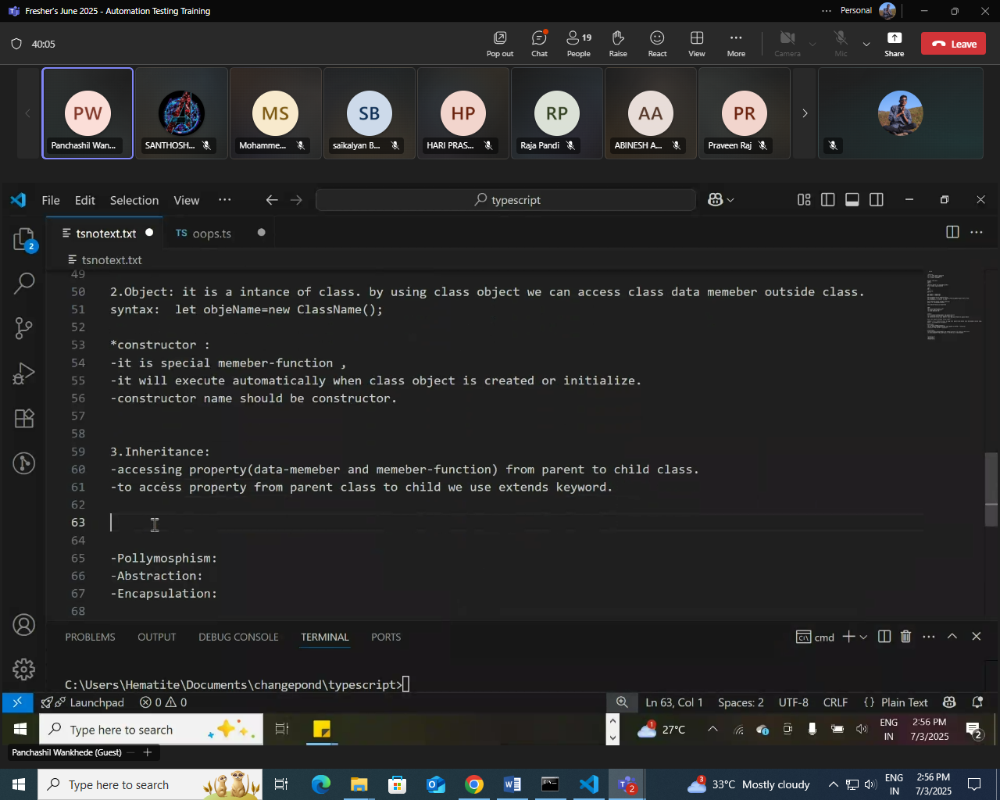 Fresher's June 2025 - Automation Testing Training
Personal
40:05
Pop out
Chat
19
People
Raise
React
View
More
Camera
Mic
Share
Leave
PW
Panchashil Wan...
SANTHOSH...
MS
Mohamme...
SB
saikalyan B...
HP
HARI PRAS...
RP
Raja Pandi
AA
ABINESH A...
PR
Praveen Raj
File Edit Selection View ...
typescript
tsnotext.txt
TS oops.ts
tsnotext.txt
2
49
50 2.Object: it is a intance of class. by using class object we can access class data memeber outside class.
51 syntax: let objeName=new ClassName();
52
53 *constructor :
54 -it is special memeber-function ,
55 -it will execute automatically when class object is created or initialize.
56 -constructor name should be constructor.
57
58
59 3.Inheritance:
60 -accessing property(data-memeber and memeber-function) from parent to child class.
61 -to access property from parent class to child we use extends keyword.
62
63
64
65 -Pollymosphism:
66 -Abstraction:
67 -Encapsulation:
68
PROBLEMS OUTPUT DEBUG CONSOLE TERMINAL PORTS
cmd
C:\Users\Hematite\Documents\changepond\typescript>
Launchpad 0 0
Ln 63, Col 1 Spaces: 2 UTF-8 CRLF {} Plain Text
Type here to search
1
27°C
ENG
IN
2:56 PM
7/3/2025
2
Panchashil Wankhede (Guest)
Type here to search
2
3
33°C Mostly cloudy
ENG
IN
2:56 PM
7/3/2025